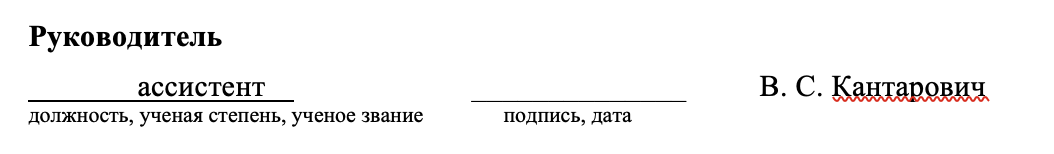 Руководитель
ассистент В. С. Кантарович
должность, ученая степень, ученое звание подпись, дата